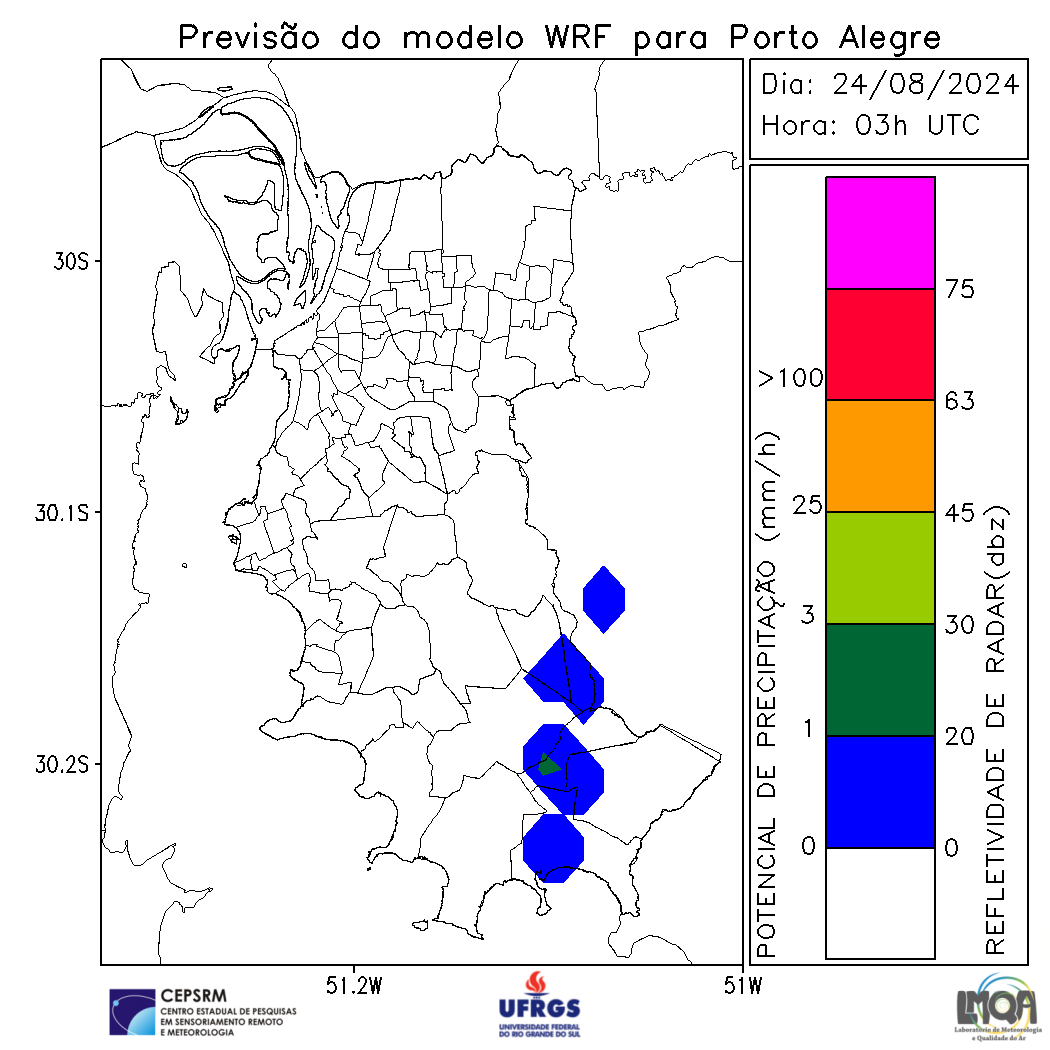 Previsão do modelo WRF para Porto Alegre
Dia: 24/08/2024
Hora: 03h UTC
30S
30.1S
30.2S
51.2W
51W
POTENCIAL DE PRECIPITAÇÃO (mm/h)
>100
25
3
1
0
75
63
45
30
20
0
REFLETIVIDADE DE RADAR(dbz)
CEPSRM
CENTRO ESTADUAL DE PESQUISAS
EM SENSORIAMENTO REMOTO
E METEOROLOGIA
UFRGS
UNIVERSIDADE FEDERAL
DO RIO GRANDE DO SUL
LMQA
Laboratório de Meteorologia
e Qualidade do Ar